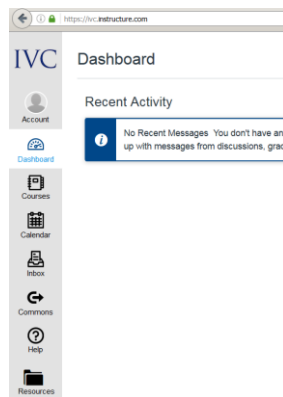 https://ivc.instructure.com
IVC
Dashboard
Recent Activity
Account
No Recent Messages You don't have an
up with messages from discussions, grad
Dashboard
Courses
Calendar
Inbox
Commons
Help
Resources